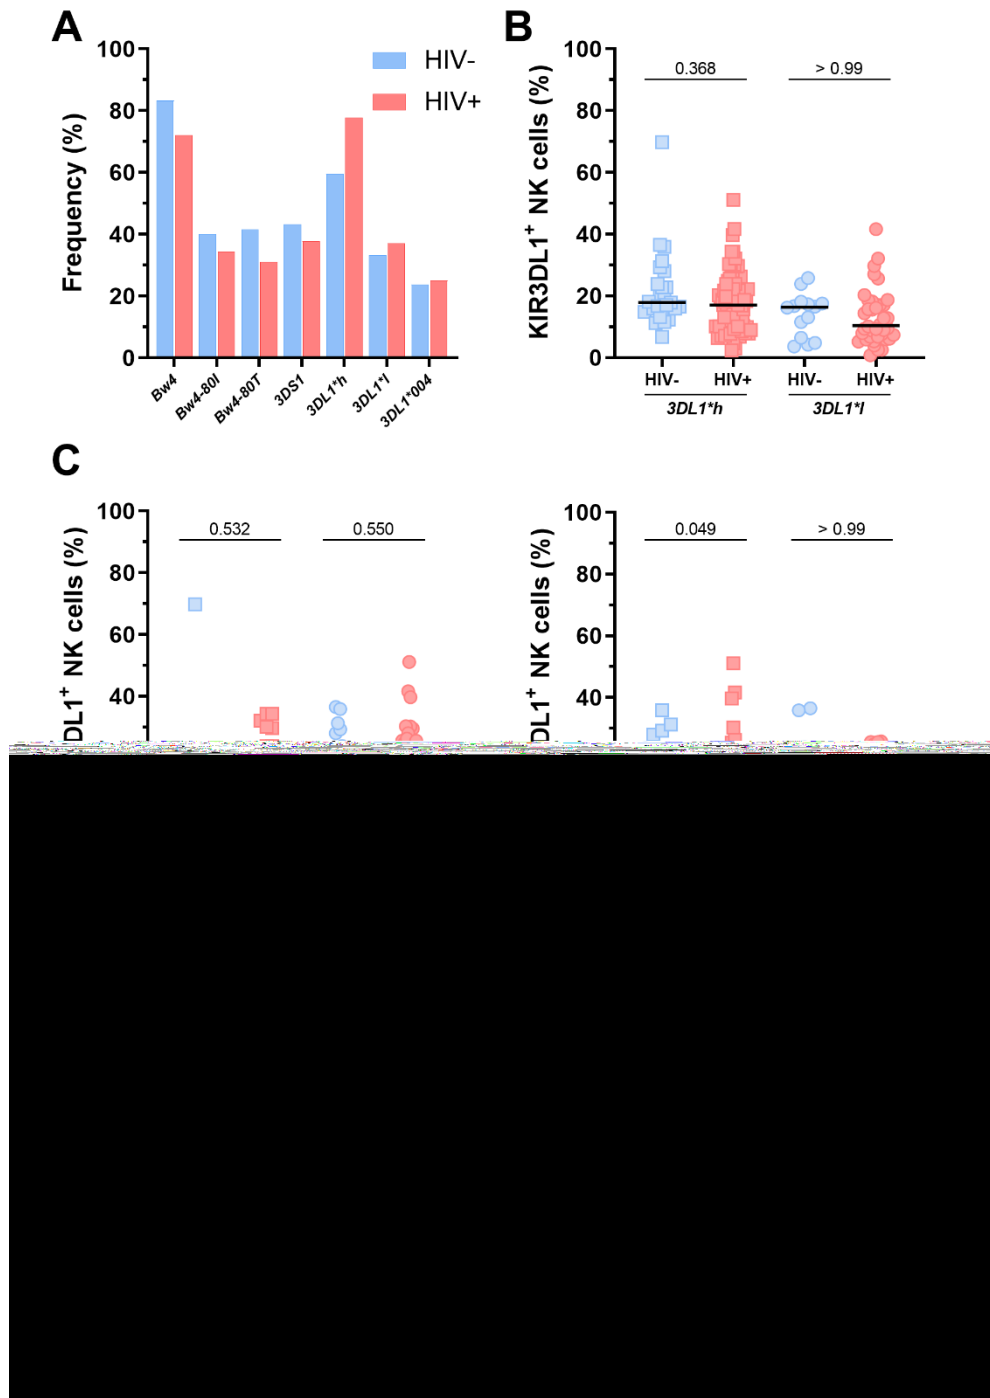 A
Frequency (%)
100
80
60
40
20
0
HIV-
HIV+
Bw4
Bw4-80I
Bw4-80T
3DS1
3DL1*h
3DL1*l
3DL1*004
B
KIR3DL1+ NK cells (%)
100
80
60
40
20
0
0.368
> 0.99
HIV-
HIV+
HIV-
HIV+
3DL1*h
3DL1*l
C
DL1+ NK cells (%)
100
80
60
40
0.532
0.550
DL1+ NK cells (%)
100
80
60
40
0.049
> 0.99